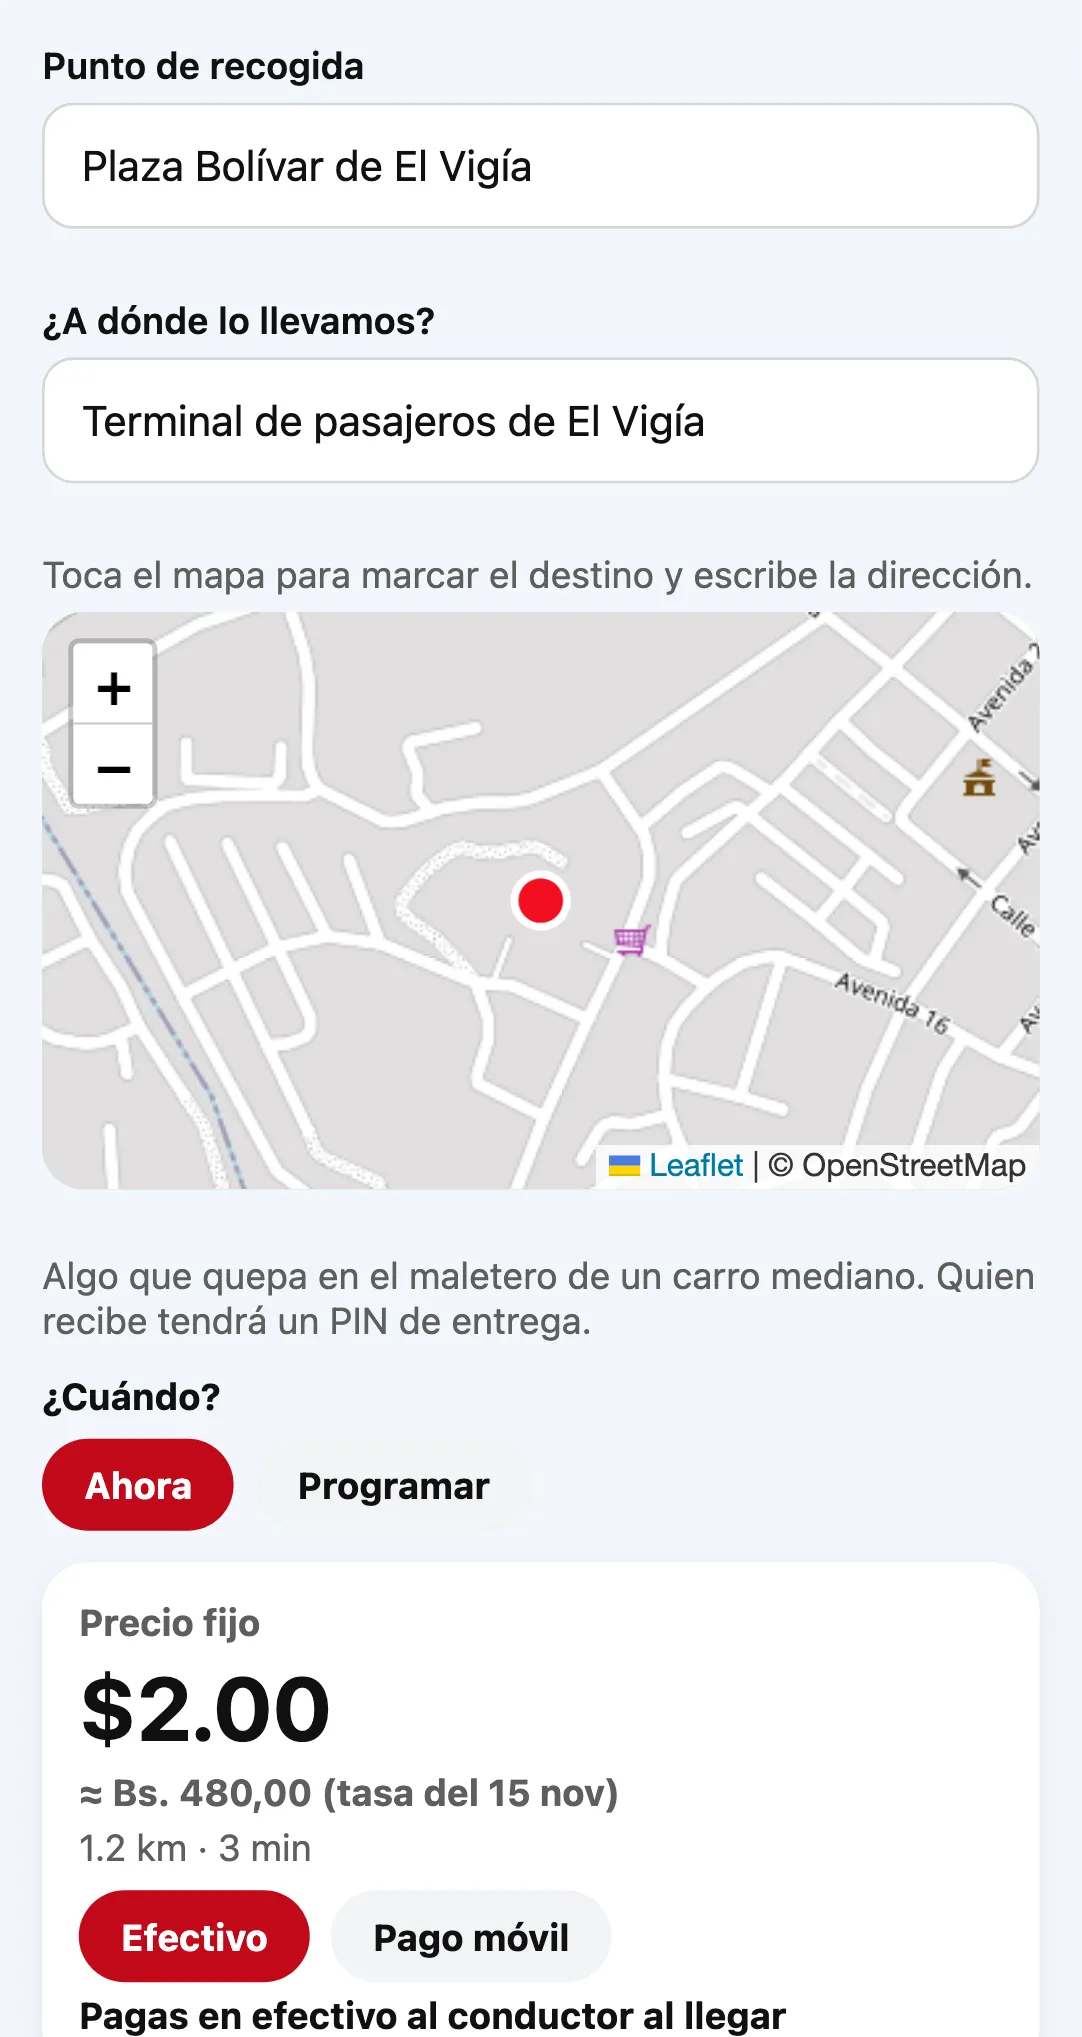 Punto de recogida
Plaza Bolívar de El Vigía
¿A dónde lo llevamos?
Terminal de pasajeros de El Vigía
Toca el mapa para marcar el destino y escribe la dirección.
+
−
Avenida
Calle
Avenida 16
Leaflet | © OpenStreetMap
Algo que quepa en el maletero de un carro mediano. Quien
recibe tendrá un PIN de entrega.
¿Cuándo?
Ahora
Programar
Precio fijo
$2.00
≈ Bs. 480,00 (tasa del 15 nov)
1.2 km · 3 min
Efectivo
Pago móvil
Pagas en efectivo al conductor al llegar